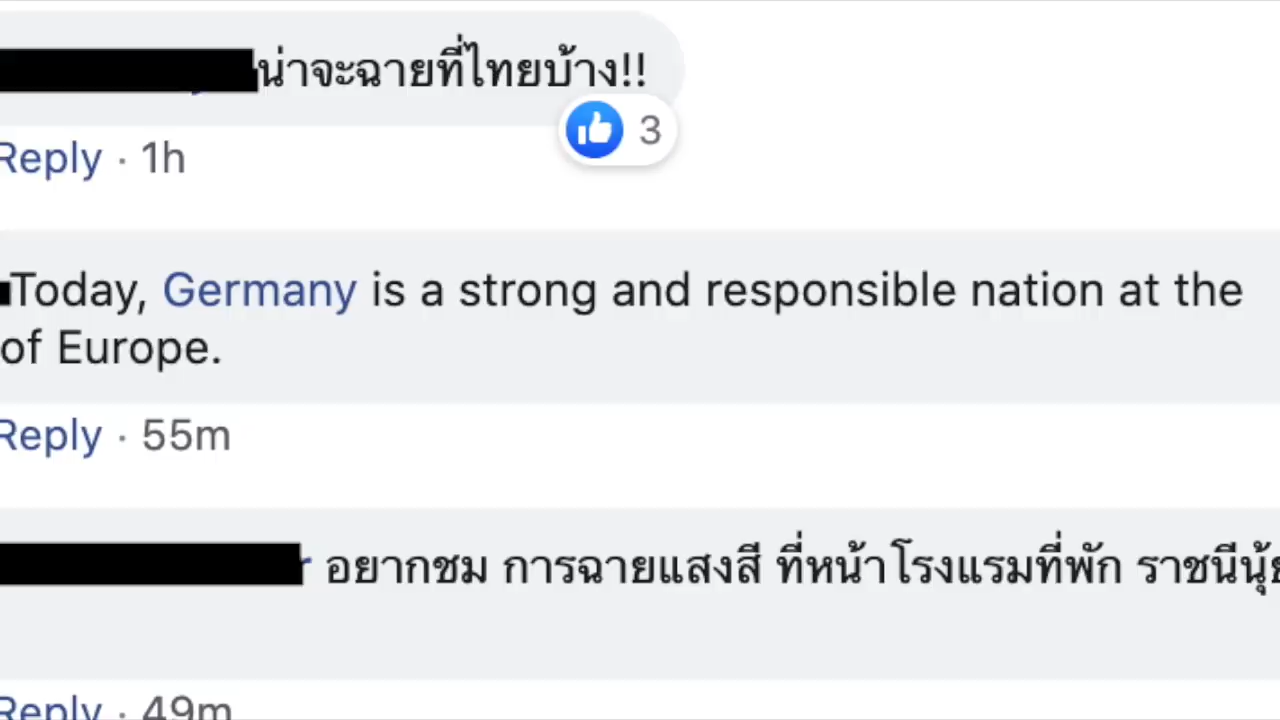 น่าจะฉายที่ไทยบ้าง!!
3
Reply · 1h
Today, Germany is a strong and responsible nation at the
of Europe.
Reply · 55m
อยากชม การฉายแสงสี ที่หน้าโรงแรมที่พัก ราชนีนุ้ย
Reply · 49m